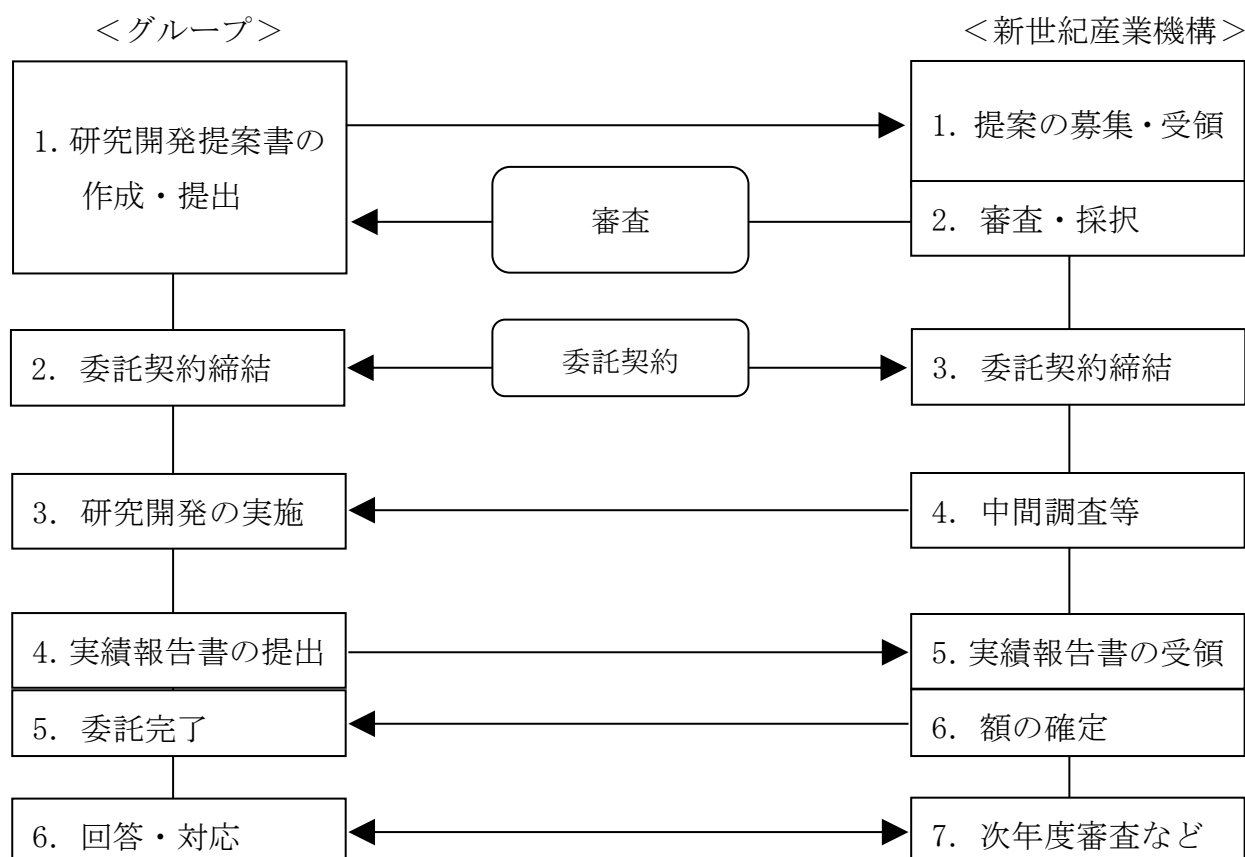 ＜グループ＞
＜新世紀産業機構＞
1. 研究開発提案書の
作成・提出
1. 提案の募集・受領
審査
2. 審査・採択
2. 委託契約締結
委託契約
3. 委託契約締結
3. 研究開発の実施
4. 中間調査等
4. 実績報告書の提出
5. 実績報告書の受領
5. 委託完了
6. 額の確定
6. 回答・対応
7. 次年度審査など